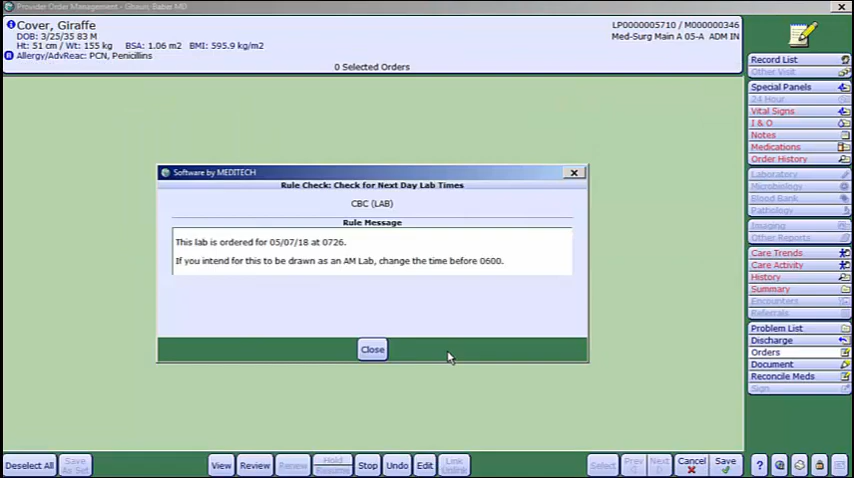 Provider Order Management - Ghauri, Baber MD
Cover, Giraffe
DOB: 3/25/35 83 M
Ht: 51 cm / Wt: 155 kg BSA: 1.06 m2 BMI: 595.9 kg/m2
Allergy/AdvReac: PCN, Penicillins
LP0000005710 / M000000346
Med-Surg Main A 05-A ADM IN
0 Selected Orders
Software by MEDITECH
Rule Check: Check for Next Day Lab Times
CBC (LAB)
Rule Message
This lab is ordered for 05/07/18 at 0726.
If you intend for this to be drawn as an AM Lab, change the time before 0600.
Close
Record List
Other Visit
Special Panels
24 Hour
Vital Signs
I & O
Notes
Medications
Order History
Laboratory
Microbiology
Blood Bank
Pathology
Imaging
Other Reports
Care Trends
Care Activity
History
Summary
Encounters
Referrals
Problem List
Discharge
Orders
Document
Reconcile Meds
Sign
Deselect All
Save
As Set
View
Review
Renew
Hold
Resume
Stop
Undo
Edit
Link
Unlink
Select
Prev
Next
Cancel
Save
?